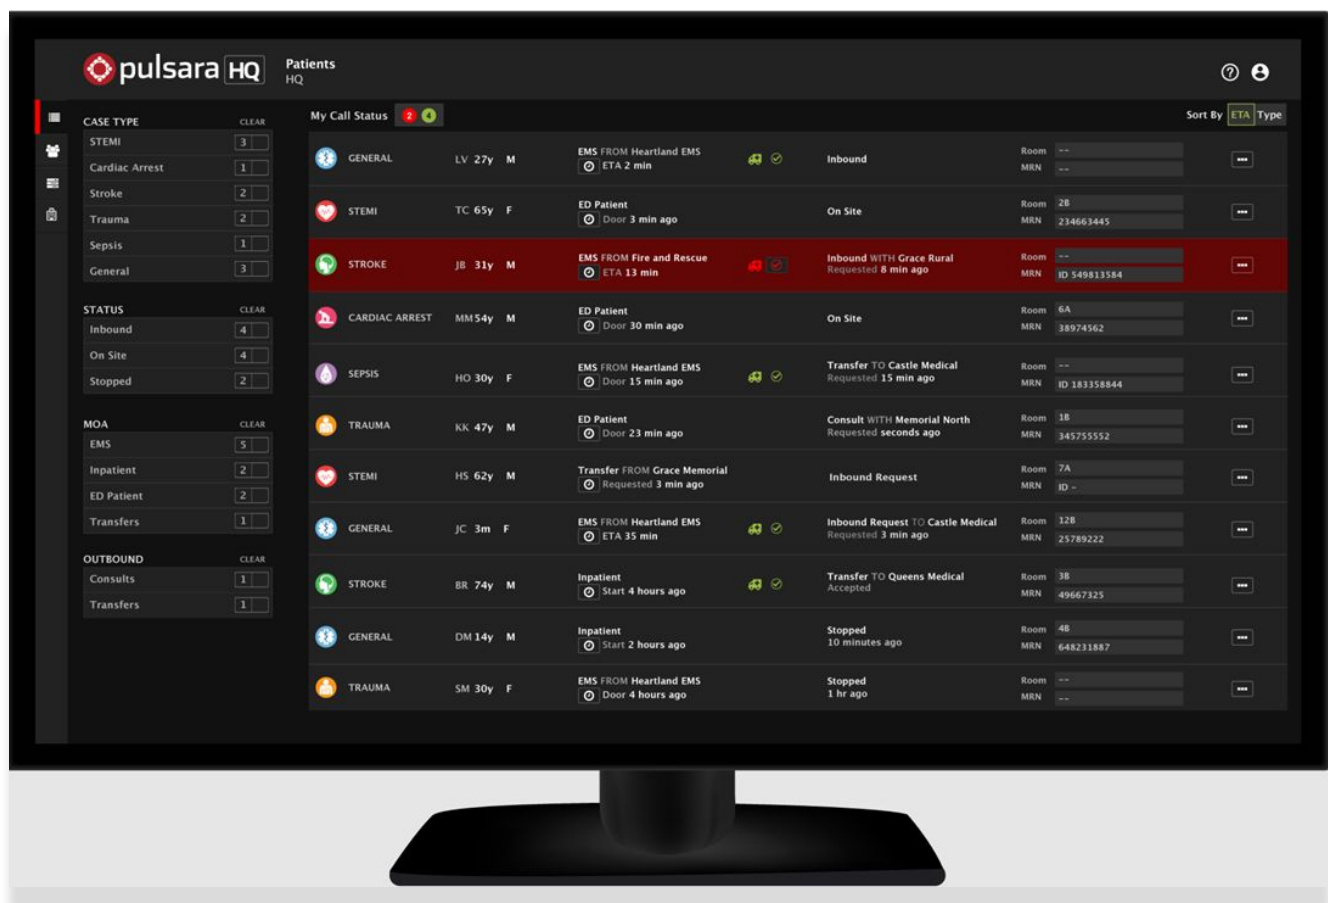 pulsara HQ
Patients
HQ
CASE TYPE CLEAR
STEMI 3
Cardiac Arrest 1
Stroke 2
Trauma 2
Sepsis 1
General 3
STATUS CLEAR
Inbound 4
On Site 4
Stopped 2
MOA CLEAR
EMS 5
Inpatient 2
ED Patient 2
Transfers 1
OUTBOUND CLEAR
Consults 1
Transfers 1
My Call Status 2 4
Sort By ETA Type
GENERAL LV 27y M
EMS FROM Heartland EMS
ETA 2 min
Inbound
Room --
MRN --
STEMI TC 65y F
ED Patient
Door 3 min ago
On Site
Room 2B
MRN 234663445
STROKE JB 31y M
EMS FROM Fire and Rescue
ETA 13 min
Inbound WITH Grace Rural
Requested 8 min ago
Room --
MRN ID 549813584
CARDIAC ARREST MM 54y M
ED Patient
Door 30 min ago
On Site
Room 6A
MRN 38974562
SEPSIS HO 30y F
EMS FROM Heartland EMS
Door 15 min ago
Transfer TO Castle Medical
Requested 15 min ago
Room --
MRN ID 183358844
TRAUMA KK 47y M
ED Patient
Door 23 min ago
Consult WITH Memorial North
Requested seconds ago
Room 1B
MRN 345755552
STEMI HS 62y M
Transfer FROM Grace Memorial
Requested 3 min ago
Inbound Request
Room 7A
MRN ID -
GENERAL JC 3m F
EMS FROM Heartland EMS
ETA 35 min
Inbound Request TO Castle Medical
Requested 3 min ago
Room 12B
MRN 25789222
STROKE BR 74y M
Inpatient
Start 4 hours ago
Transfer TO Queens Medical
Accepted
Room 3B
MRN 49667325
GENERAL DM 14y M
Inpatient
Start 2 hours ago
Stopped
10 minutes ago
Room 4B
MRN 648231887
TRAUMA SM 30y F
EMS FROM Heartland EMS
Door 4 hours ago
Stopped
1 hr ago
Room --
MRN --